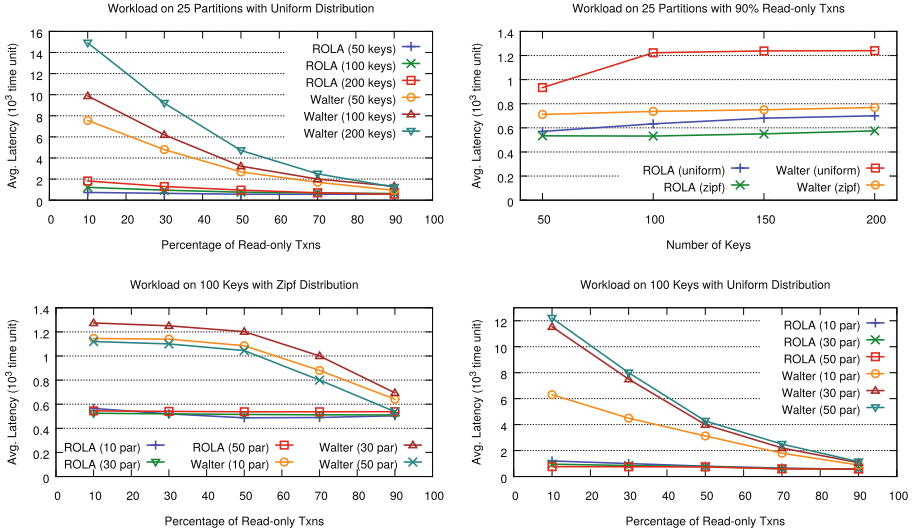 Workload on 25 Partitions with Uniform Distribution
Avg. Latency (10³ time unit)
16
14
12
10
8
6
4
2
0
0 10 20 30 40 50 60 70 80 90 100
Percentage of Read-only Txns
ROLA (50 keys)
ROLA (100 keys)
ROLA (200 keys)
Walter (50 keys)
Walter (100 keys)
Walter (200 keys)
Workload on 25 Partitions with 90% Read-only Txns
Avg. Latency (10³ time unit)
1.4
1.2
1
0.8
0.6
0.4
0.2
0
50 100 150 200
Number of Keys
ROLA (uniform) Walter (uniform)
ROLA (zipf) Walter (zipf)
Workload on 100 Keys with Zipf Distribution
Avg. Latency (10³ time unit)
1.4
1.2
1
0.8
0.6
0.4
0.2
0
ROLA (10 par) ROLA (50 par) Walter (30 par)
ROLA (30 par) Walter (10 par) Walter (50 par)
0 10 20 30 40 50 60 70 80 90 100
Percentage of Read-only Txns
Workload on 100 Keys with Uniform Distribution
Avg. Latency (10³ time unit)
12
10
8
6
4
2
0
0 10 20 30 40 50 60 70 80 90 100
Percentage of Read-only Txns
ROLA (10 par)
ROLA (30 par)
ROLA (50 par)
Walter (10 par)
Walter (30 par)
Walter (50 par)